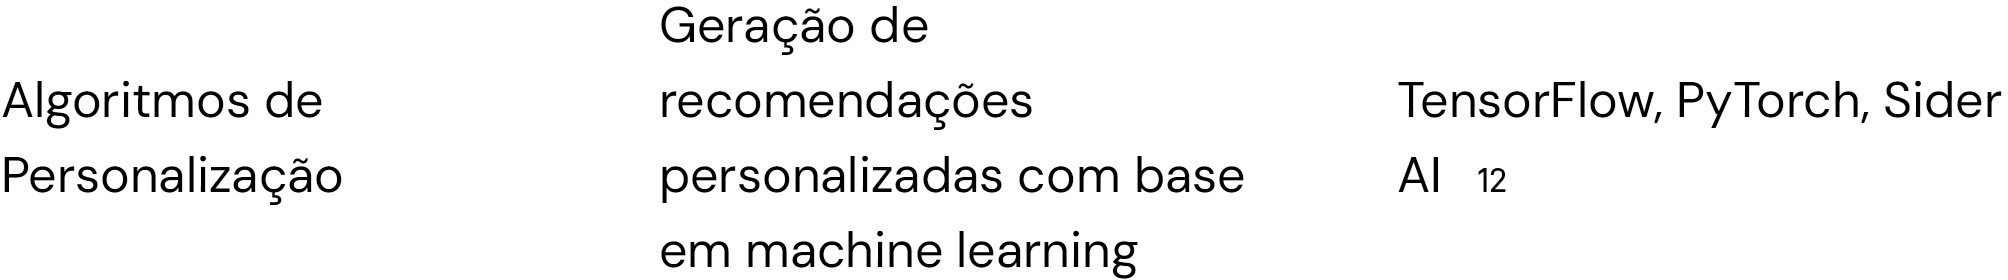 Algoritmos de
Personalização
Geração de
recomendações
personalizadas com base
em machine learning
TensorFlow, PyTorch, Sider
AI 12